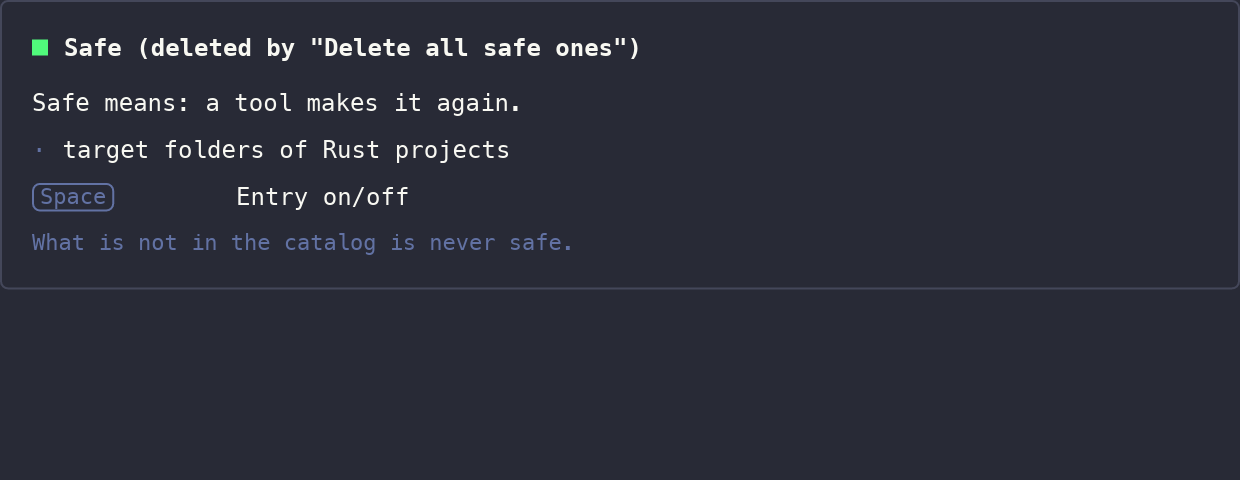 Safe (deleted by "Delete all safe ones")
Safe means: a tool makes it again.
· target folders of Rust projects
Space Entry on/off
What is not in the catalog is never safe.